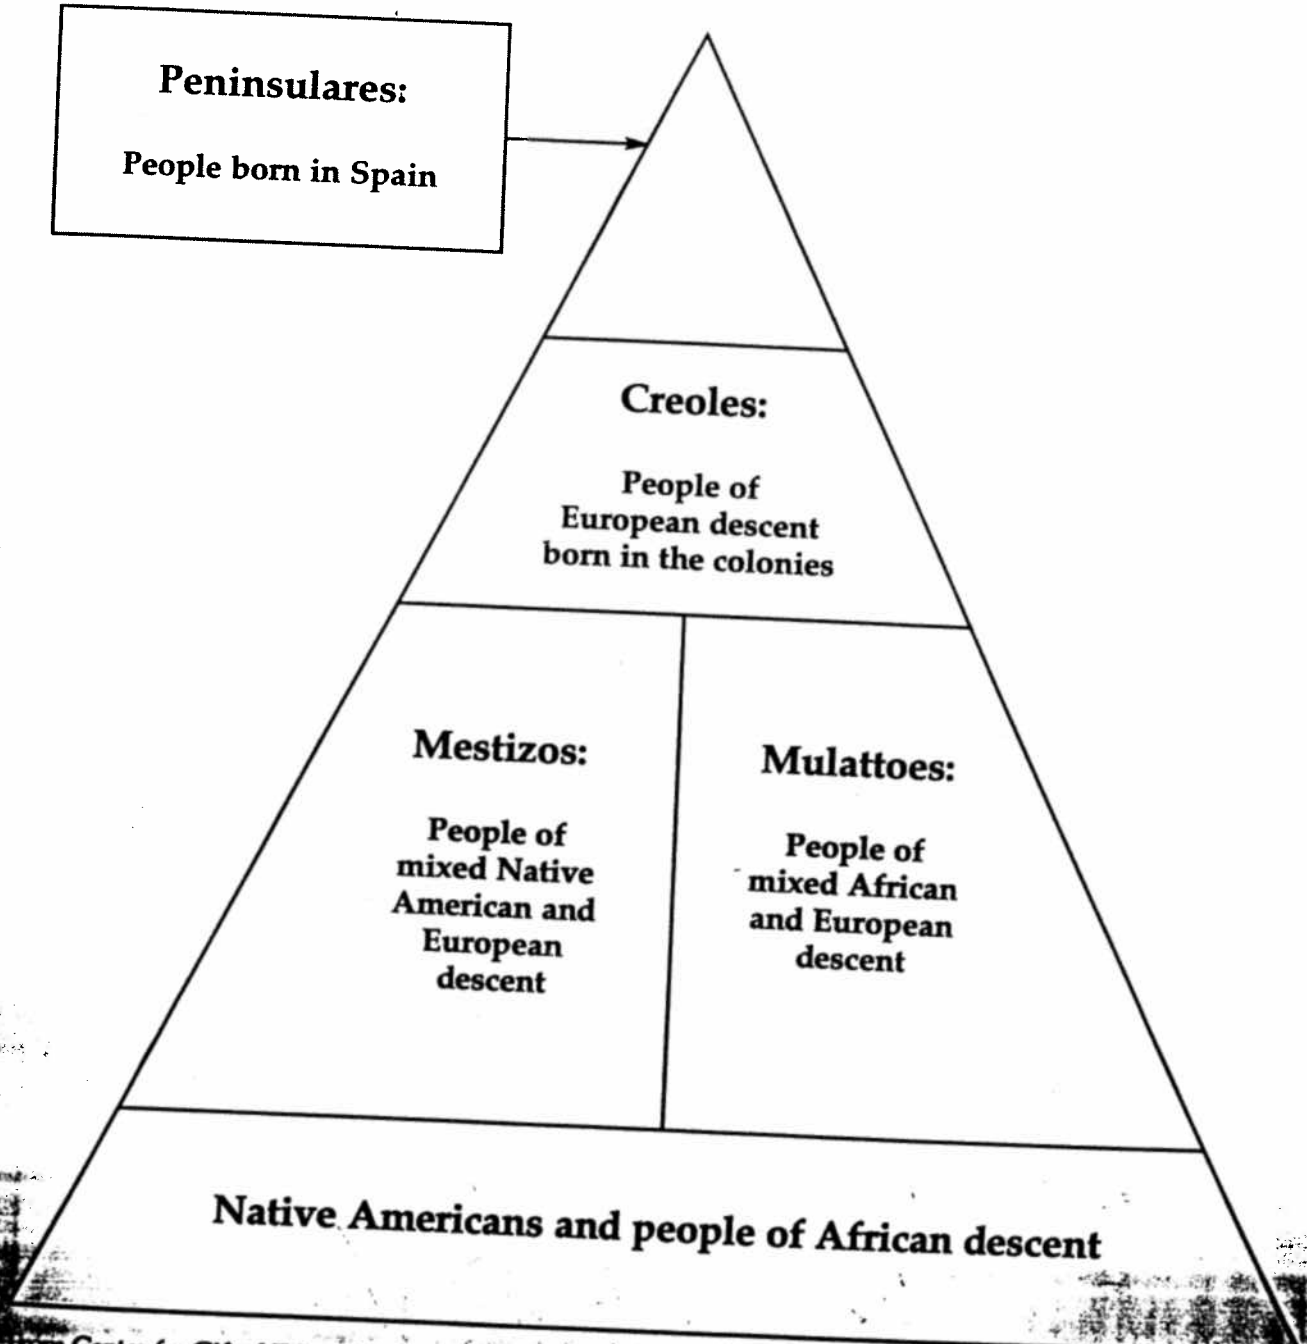 Peninsulares:
People born in Spain
Creoles:
People of
European descent
born in the colonies
Mestizos:
People of
mixed Native
American and
European
descent
Mulattoes:
People of
mixed African
and European
descent
Native Americans and people of African descent